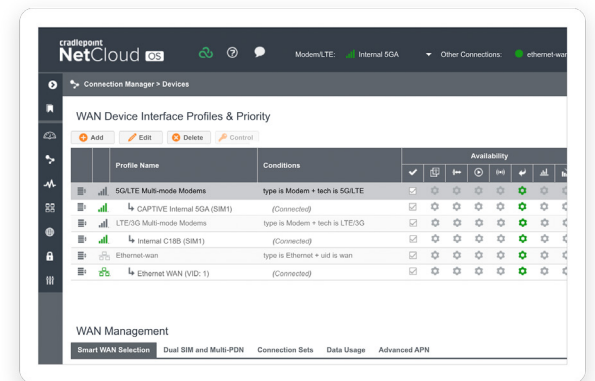 cradlepoint
NetCloud OS
Modem/LTE: Internal 5GA Other Connections: ethernet-wan
Connection Manager > Devices
WAN Device Interface Profiles & Priority
Add Edit Delete Control
Availability
Profile Name Conditions
5G/LTE Multi-mode Modems type is Modem + tech is 5G/LTE
CAPTIVE Internal 5GA (SIM1) (Connected)
LTE/3G Multi-mode Modems type is Modem + tech is LTE/3G
Internal C18B (SIM1) (Connected)
Ethernet-wan type is Ethernet + uid is wan
Ethernet WAN (VID: 1) (Connected)
WAN Management
Smart WAN Selection Dual SIM and Multi-PDN Connection Sets Data Usage Advanced APN